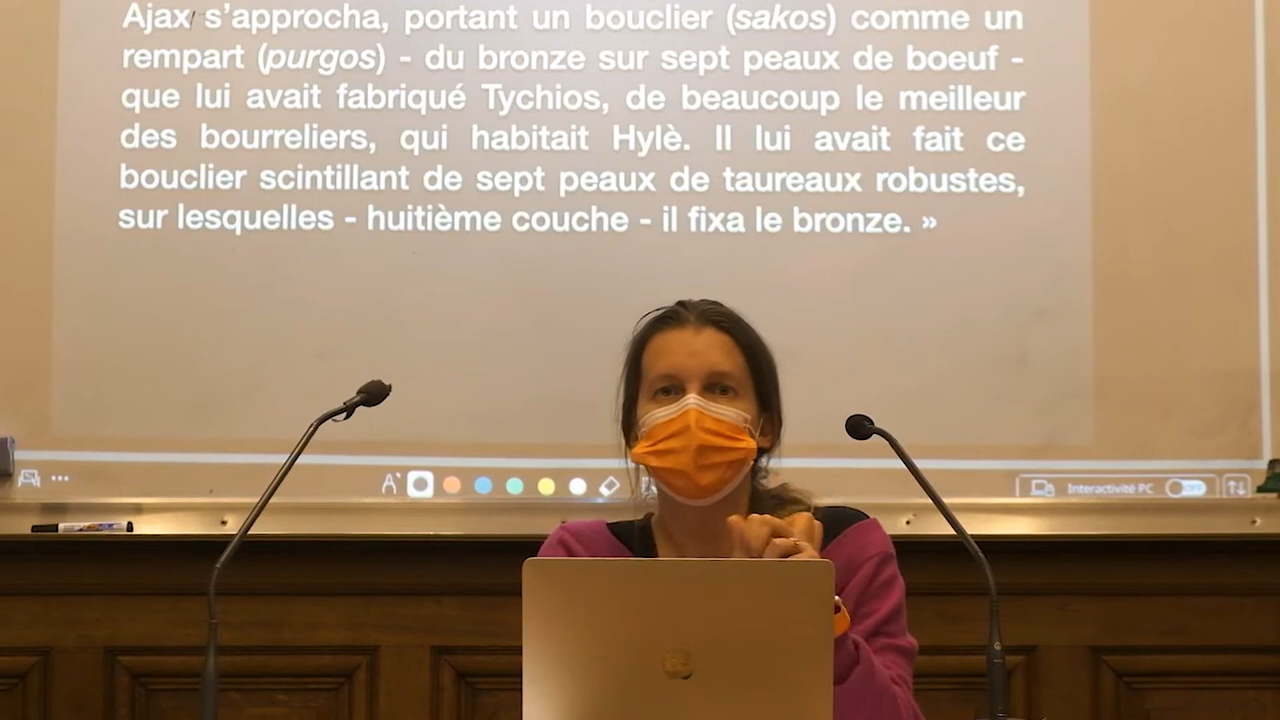 Ajax s’approcha, portant un bouclier (sakos) comme un
rempart (purgos) - du bronze sur sept peaux de boeuf -
que lui avait fabriqué Tychios, de beaucoup le meilleur
des bourreliers, qui habitait Hylè. Il lui avait fait ce
bouclier scintillant de sept peaux de taureaux robustes,
sur lesquelles - huitième couche - il fixa le bronze. »
Interactivité PC